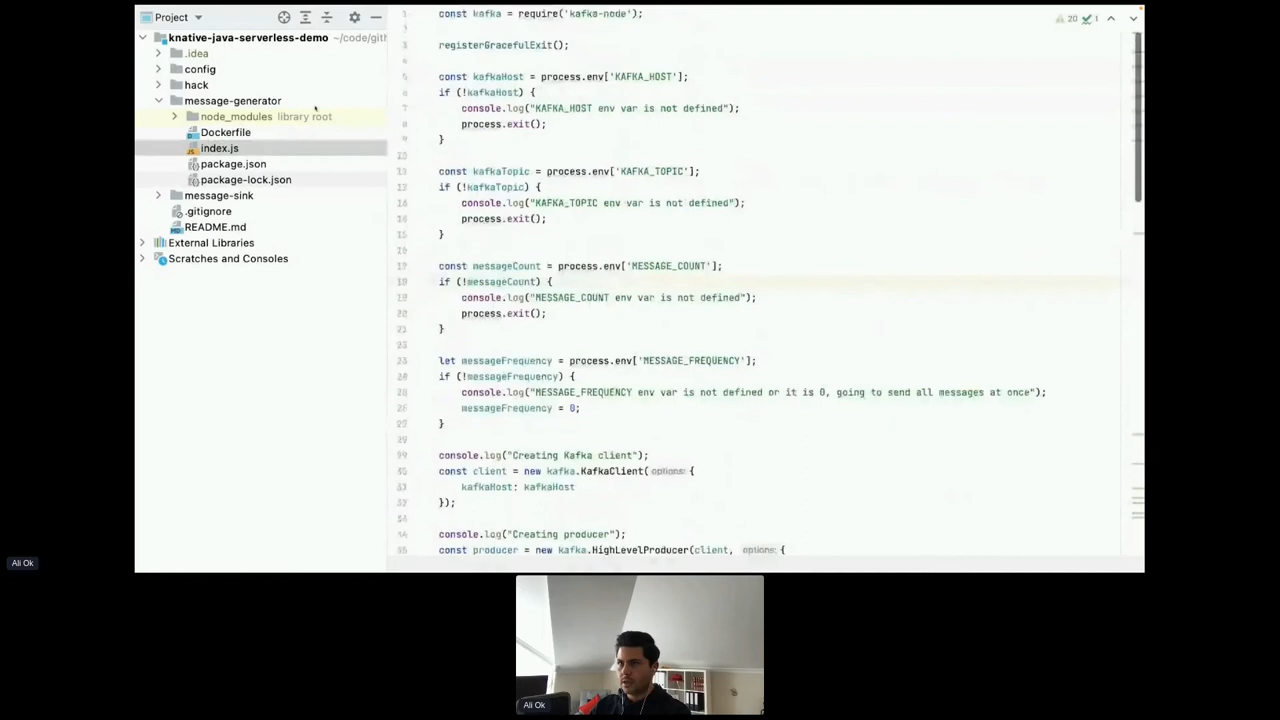 Project
knative-java-serverless-demo ~/code/gith
.idea
config
hack
message-generator
node_modules library root
Dockerfile
index.js
package.json
package-lock.json
message-sink
.gitignore
README.md
External Libraries
Scratches and Consoles
20 1
const kafka = require('kafka-node');
registerGracefulExit();
const kafkaHost = process.env['KAFKA_HOST'];
if (!kafkaHost) {
console.log("KAFKA_HOST env var is not defined");
process.exit();
}
const kafkaTopic = process.env['KAFKA_TOPIC'];
if (!kafkaTopic) {
console.log("KAFKA_TOPIC env var is not defined");
process.exit();
}
const messageCount = process.env['MESSAGE_COUNT'];
if (!messageCount) {
console.log("MESSAGE_COUNT env var is not defined");
process.exit();
}
let messageFrequency = process.env['MESSAGE_FREQUENCY'];
if (!messageFrequency) {
console.log("MESSAGE_FREQUENCY env var is not defined or it is 0, going to send all messages at once");
messageFrequency = 0;
}
console.log("Creating Kafka client");
const client = new kafka.KafkaClient( options: {
kafkaHost: kafkaHost
});
console.log("Creating producer");
const producer = new kafka.HighLevelProducer(client, options: {
Ali Ok
Ali Ok